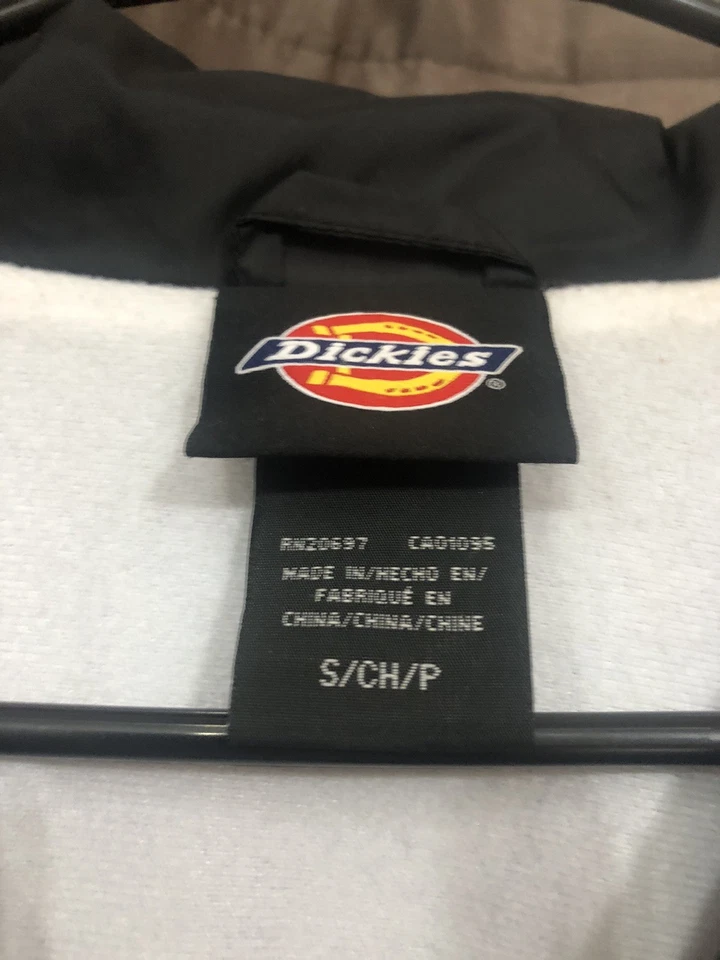 Dickies
®
RN20697 CA01095
MADE IN/HECHO EN/
FABRIQUÉ EN
CHINA/CHINA/CHINE
S/CH/P